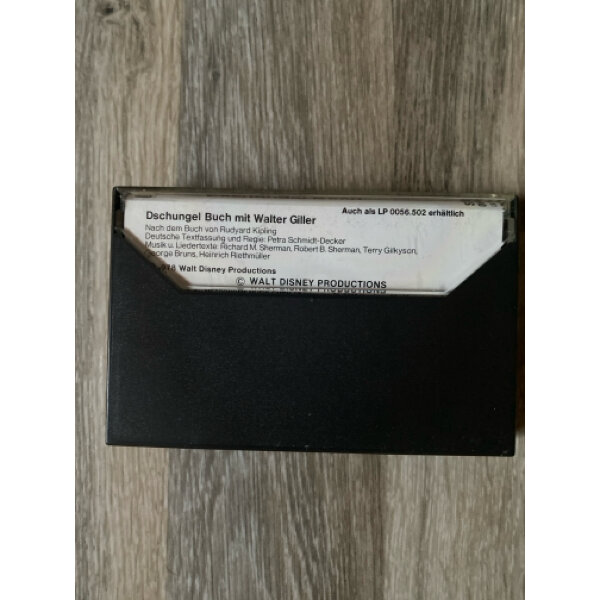 Dschungel Buch mit Walter Giller
Auch als LP 0056.502 erhältlich
Nach dem Buch von Rudyard Kipling
Deutsche Textfassung und Regie: Petra Schmidt-Decker
Musik u. Liedertexte: Richard M. Sherman, Robert B. Sherman, Terry Gilkyson,
George Bruns, Heinrich Riethmüller
Walt Disney Productions
© WALT DISNEY PRODUCTIONS